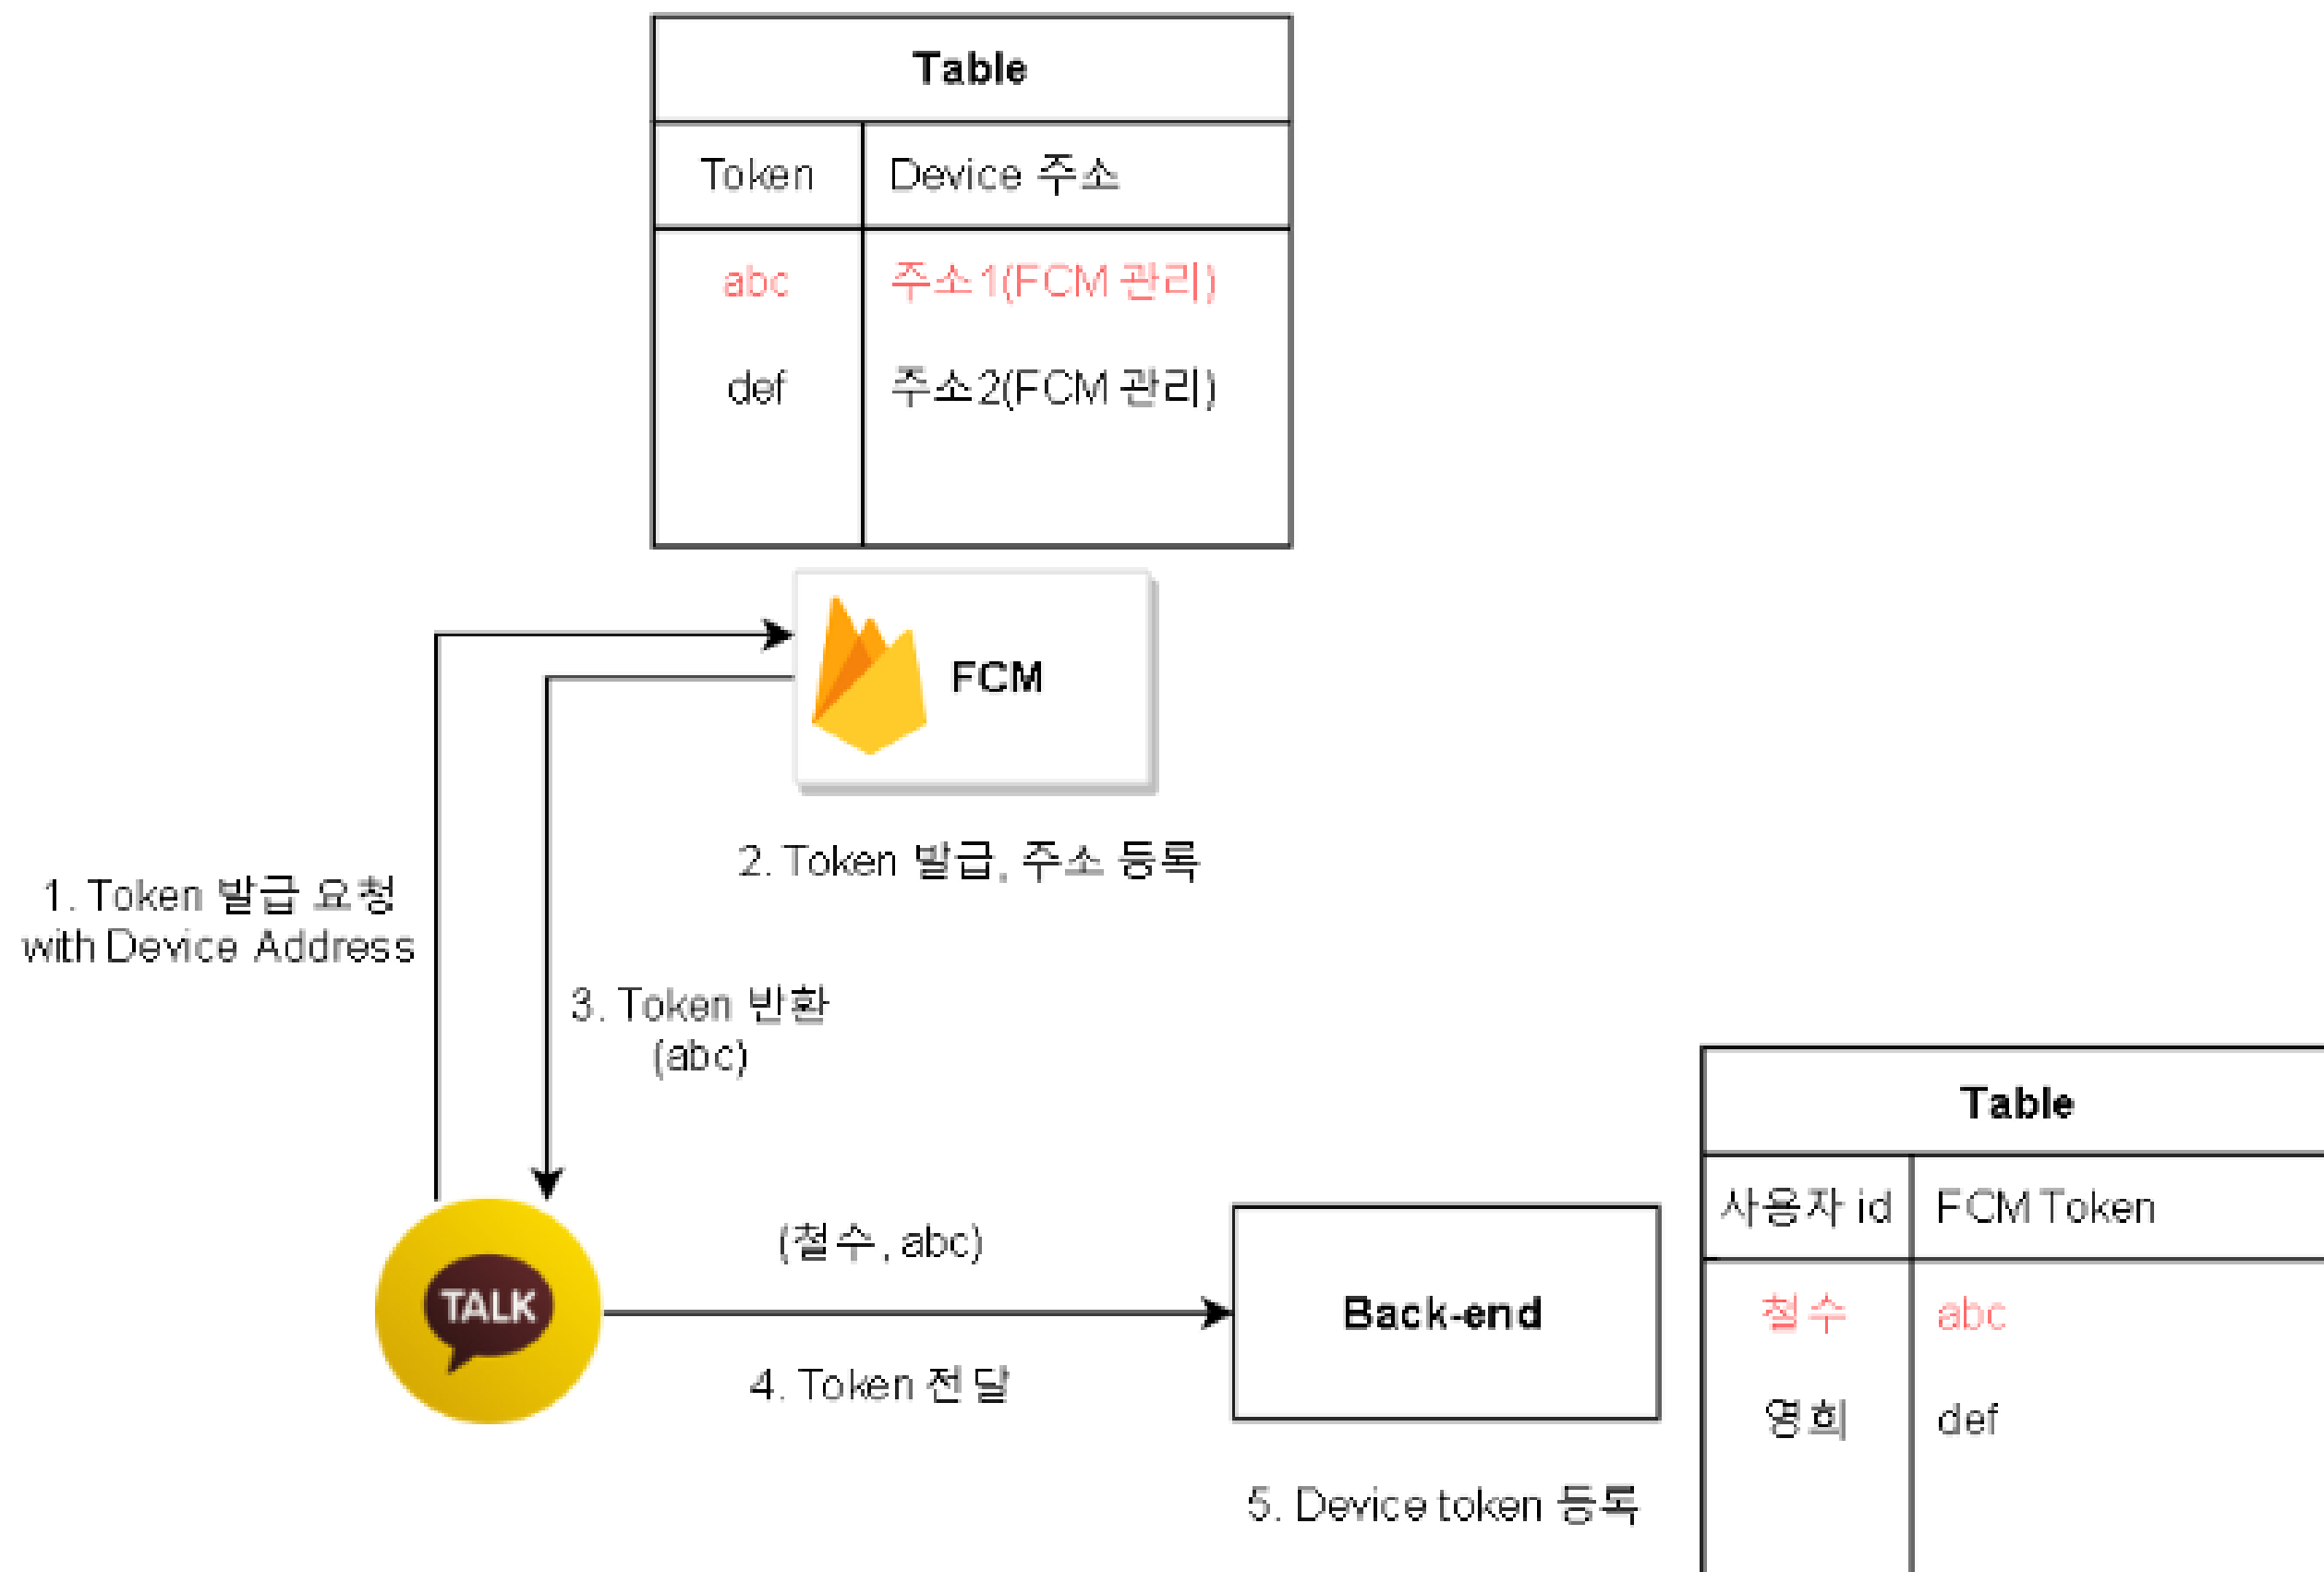 Table
Token Device 주소
abc 주소1(FCM 관리)
def 주소2(FCM 관리)
FCM
2. Token 발급, 주소 등록
1. Token 발급 요청
with Device Address
3. Token 반환
(abc)
Table
사용자 id FCM Token
철수 abc
영희 def
(철수, abc)
TALK
Back-end
4. Token 전달
5. Device token 등록